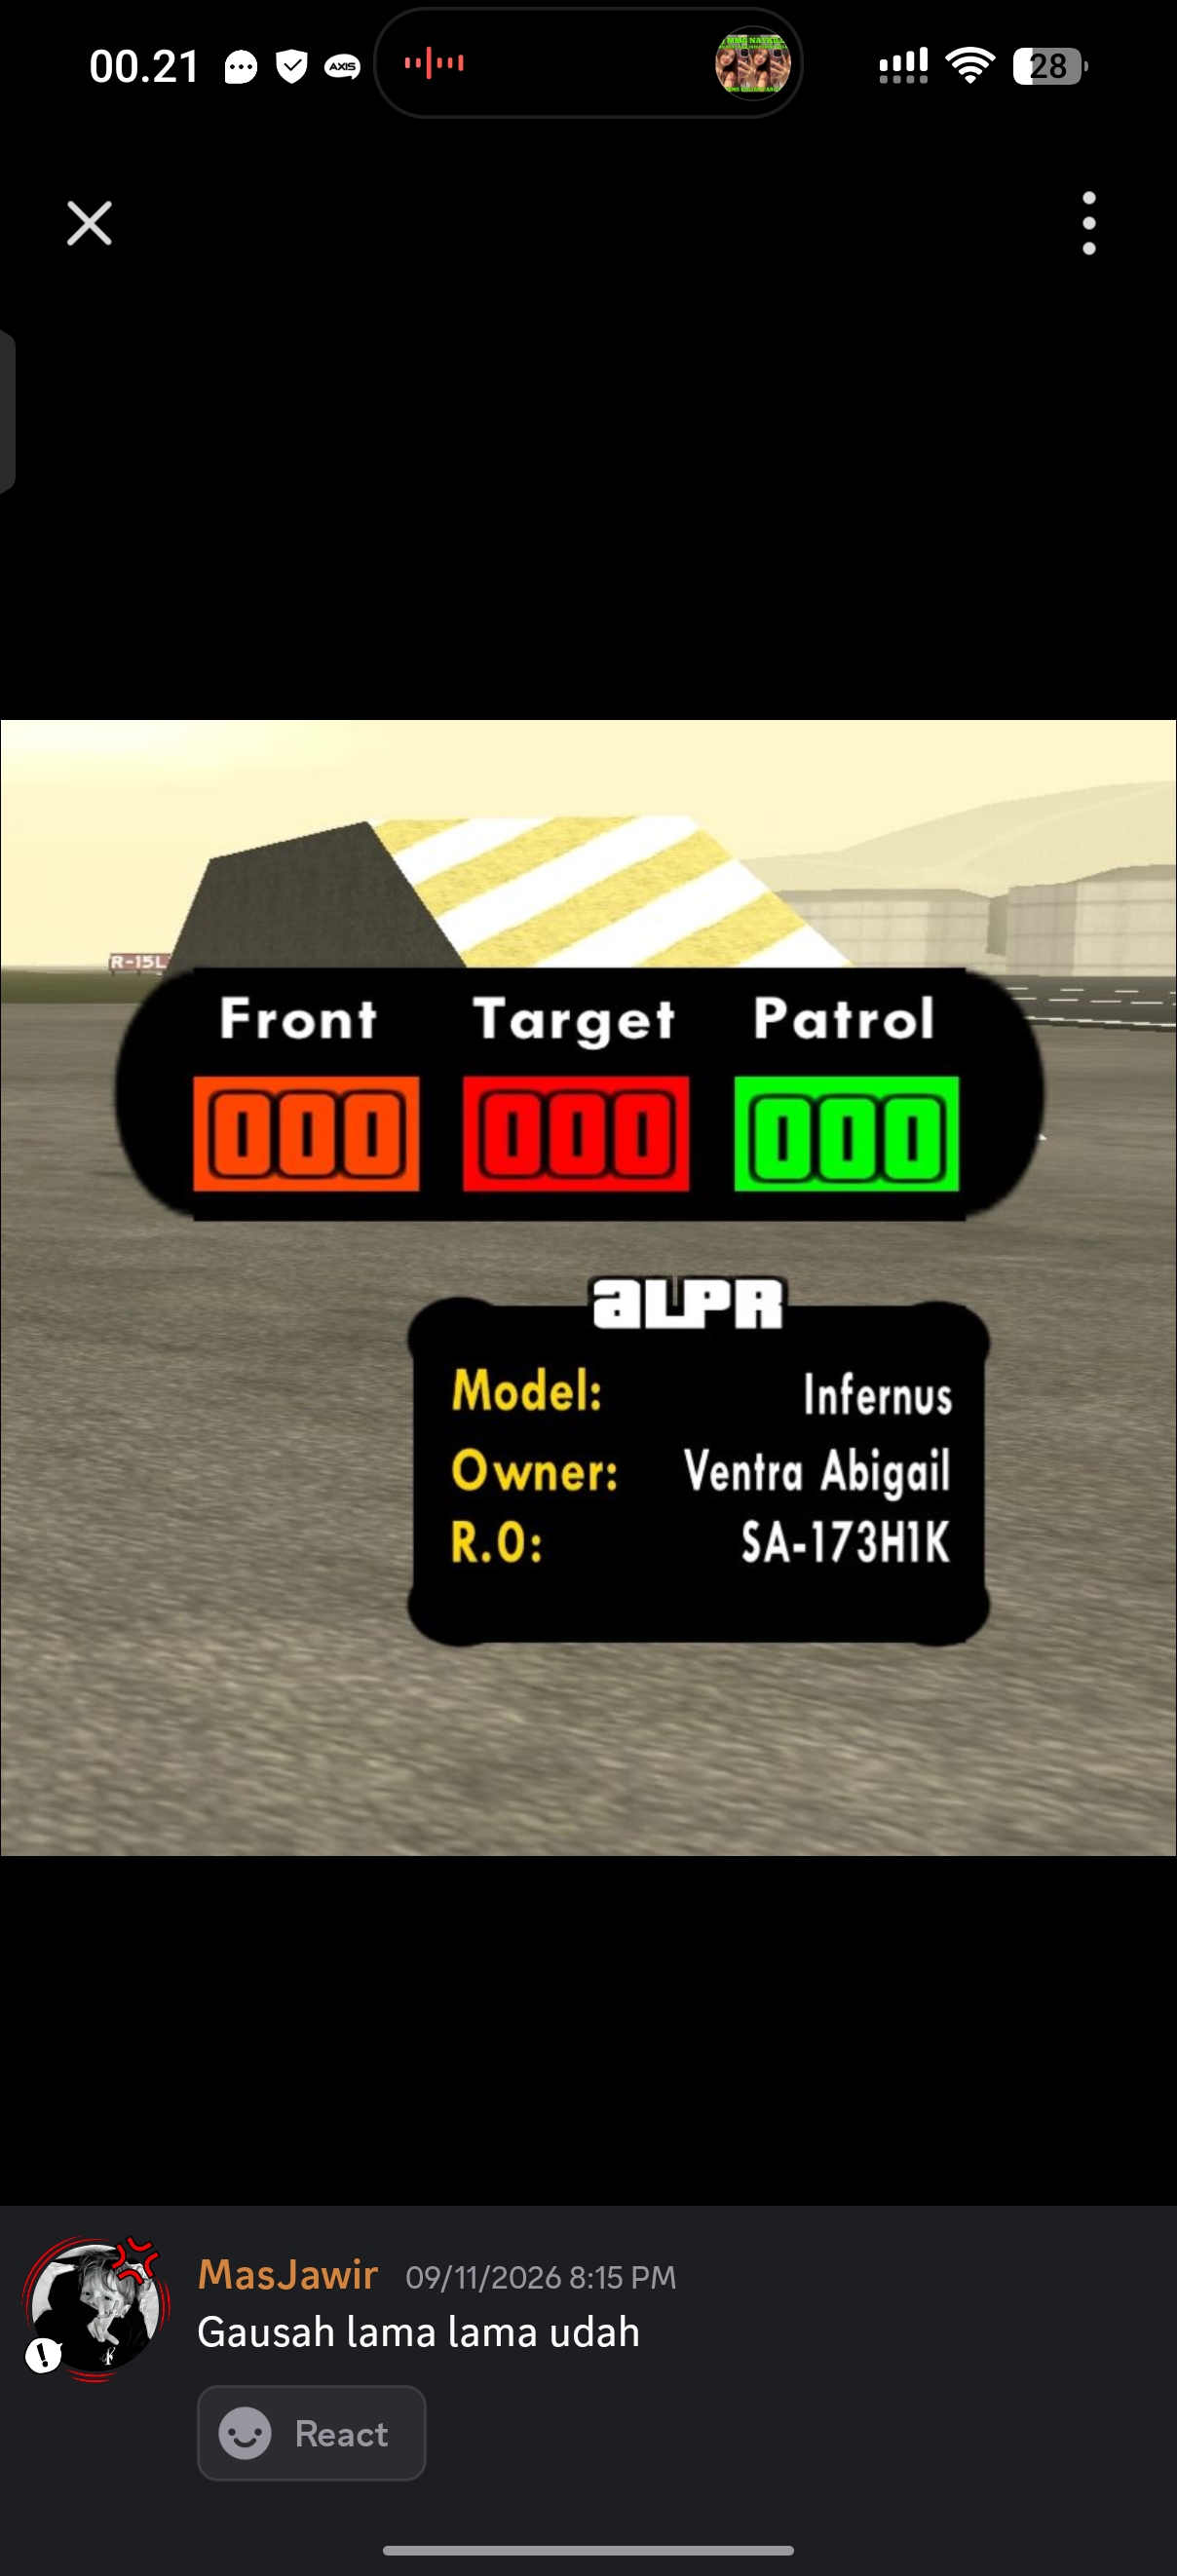 00.21
AXIS
28
R-15L
Front Target Patrol
000 000 000
ALPR
Model: Infernus
Owner: Ventra Abigail
R.O: SA-173H1K
MasJawir 09/11/2026 8:15 PM
Gausah lama lama udah
React